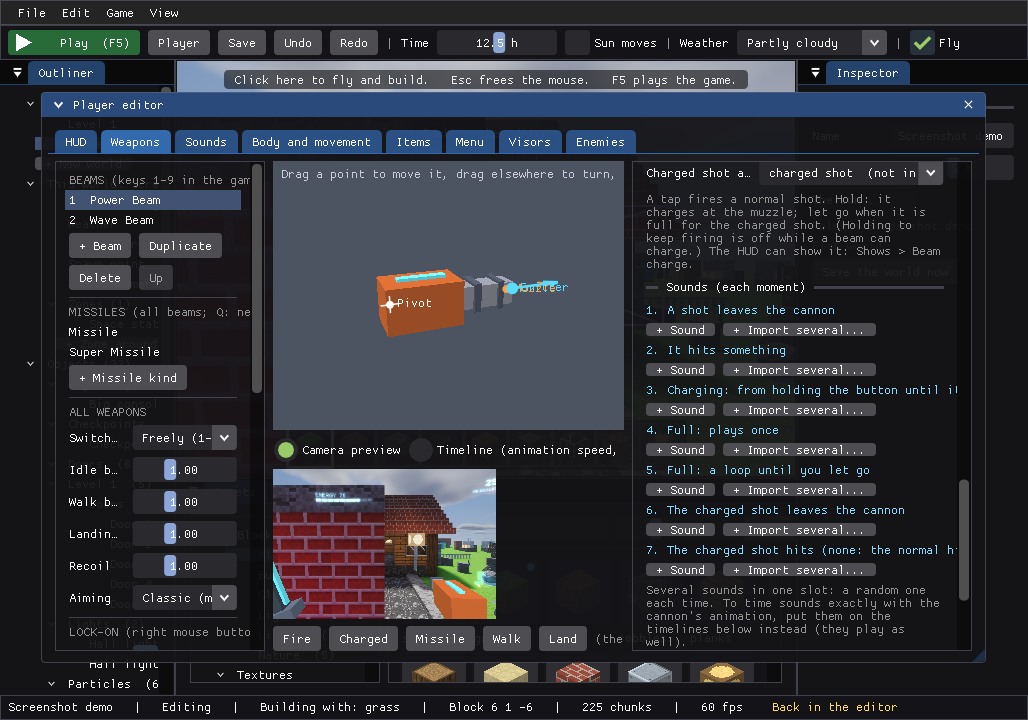 File Edit Game View
Play (F5) Player Save Undo Redo | Time 12.5 h Sun moves | Weather Partly cloudy | Fly
Outliner
Click here to fly and build. Esc frees the mouse. F5 plays the game.
Inspector
Player editor
HUD Weapons Sounds Body and movement Items Menu Visors Enemies
BEAMS (keys 1-9 in the gam
1 Power Beam
2 Wave Beam
+ Beam Duplicate
Delete Up
MISSILES (all beams; Q: ne
Missile
Super Missile
+ Missile kind
ALL WEAPONS
Switch… Freely (1-
Idle b… 1.00
Walk b… 1.00
Landin… 1.00
Recoil 1.00
Aiming Classic (m
LOCK-ON (right mouse butto
Drag a point to move it, drag elsewhere to turn,
Pivot
Camera preview Timeline (animation speed,
Fire Charged Missile Walk Land (the
Charged shot a… charged shot (not in
A tap fires a normal shot. Hold: it
charges at the muzzle; let go when it is
full for the charged shot. (Holding to
keep firing is off while a beam can
charge.) The HUD can show it: Shows > Beam
charge.
Sounds (each moment)
1. A shot leaves the cannon
+ Sound + Import several...
2. It hits something
+ Sound + Import several...
3. Charging: from holding the button until it
+ Sound + Import several...
4. Full: plays once
+ Sound + Import several...
5. Full: a loop until you let go
+ Sound + Import several...
6. The charged shot leaves the cannon
+ Sound + Import several...
7. The charged shot hits (none: the normal h
+ Sound + Import several...
Several sounds in one slot: a random one
each time. To time sounds exactly with the
cannon's animation, put them on the
timelines below instead (they play as
well).
Name Screenshot demo
Save the world now
Hall light
Particles (6
Textures
Screenshot demo | Editing | Building with: grass | Block 6 1 -6 | 225 chunks | 60 fps Back in the editor